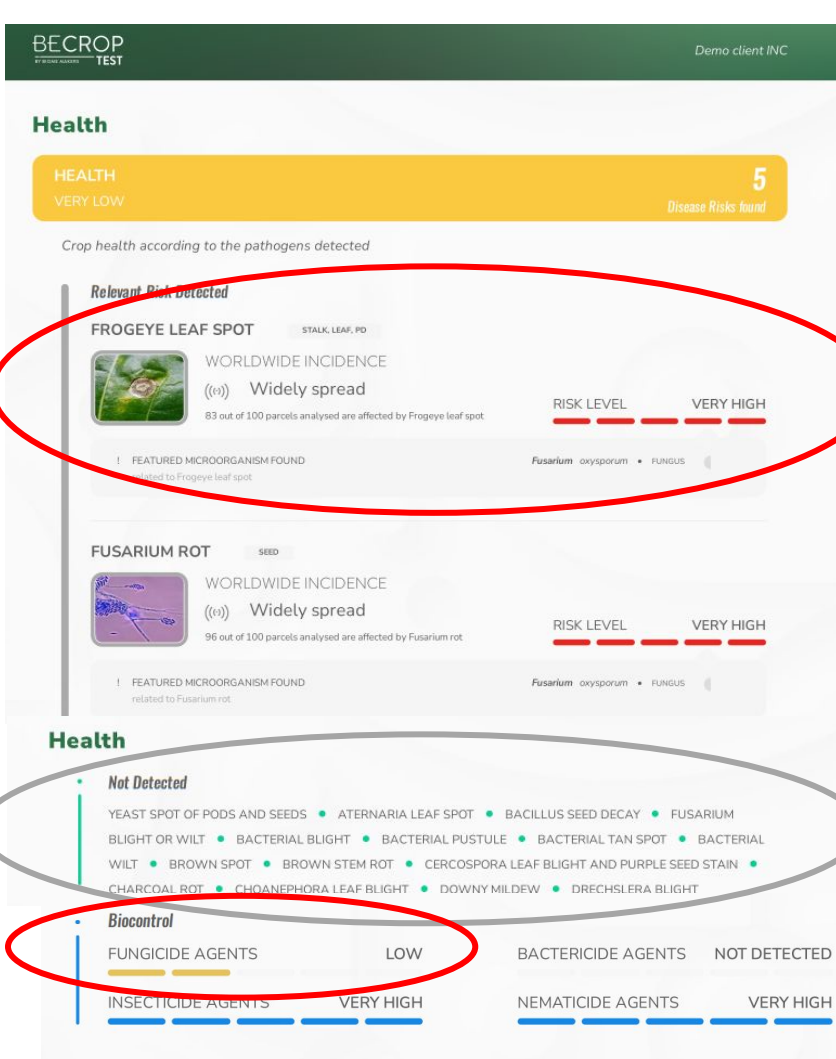 BECROP
BY BIOME MAKERS TEST
Demo client INC
Health
HEALTH
VERY LOW
5
Disease Risks found
Crop health according to the pathogens detected
Relevant Risk Detected
FROGEYE LEAF SPOT STALK, LEAF, PD
WORLDWIDE INCIDENCE
Widely spread
83 out of 100 parcels analysed are affected by Frogeye leaf spot
RISK LEVEL VERY HIGH
! FEATURED MICROORGANISM FOUND
related to Frogeye leaf spot
Fusarium oxysporum • FUNGUS
FUSARIUM ROT SEED
WORLDWIDE INCIDENCE
Widely spread
96 out of 100 parcels analysed are affected by Fusarium rot
RISK LEVEL VERY HIGH
! FEATURED MICROORGANISM FOUND
related to Fusarium rot
Fusarium oxysporum • FUNGUS
Health
Not Detected
YEAST SPOT OF PODS AND SEEDS • ATERNARIA LEAF SPOT • BACILLUS SEED DECAY • FUSARIUM
BLIGHT OR WILT • BACTERIAL BLIGHT • BACTERIAL PUSTULE • BACTERIAL TAN SPOT • BACTERIAL
WILT • BROWN SPOT • BROWN STEM ROT • CERCOSPORA LEAF BLIGHT AND PURPLE SEED STAIN •
CHARCOAL ROT • CHOANEPHORA LEAF BLIGHT • DOWNY MILDEW • DRECHSLERA BLIGHT
Biocontrol
FUNGICIDE AGENTS LOW
BACTERICIDE AGENTS NOT DETECTED
INSECTICIDE AGENTS VERY HIGH
NEMATICIDE AGENTS VERY HIGH